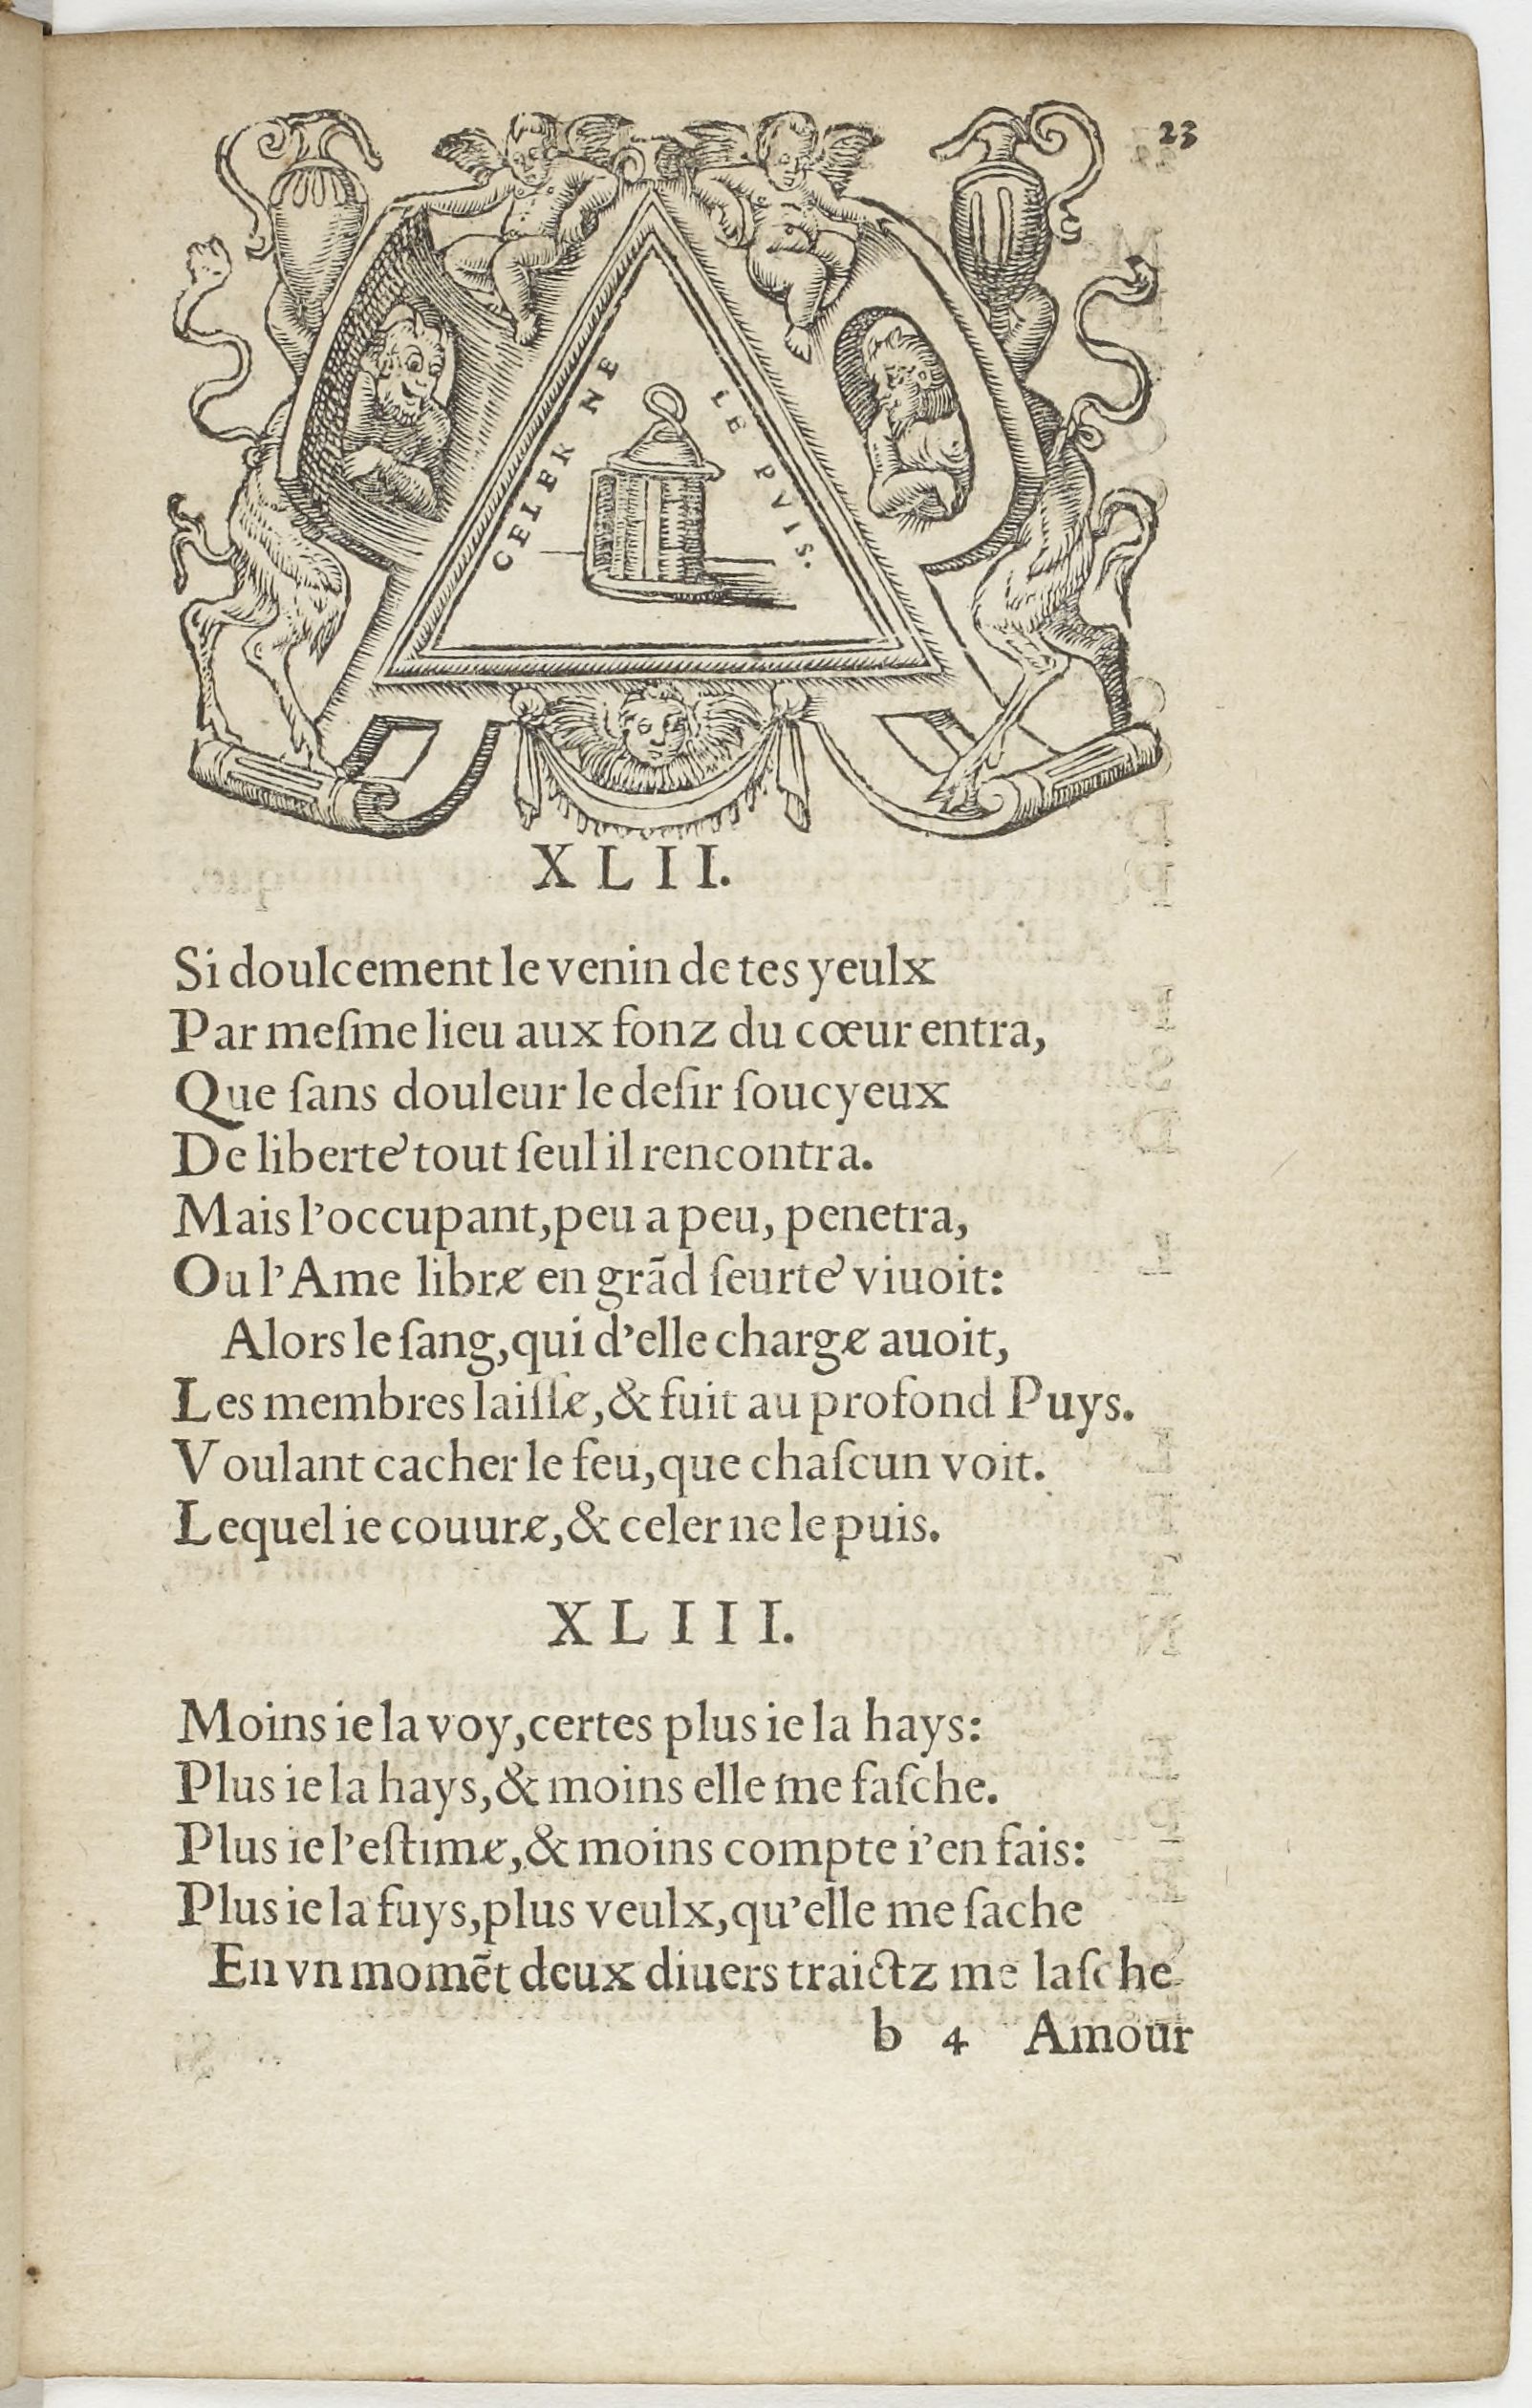 23
CELER NE LE PVIS.
XLII.
Si doulcement le venin de tes yeulx
Par meſme lieu aux fonz du cœur entra,
Que ſans douleur le deſir ſoucyeux
De liberté tout ſeul il rencontra.
Mais l'occupant, peu a peu, penetra,
Ou l'Ame libre en grãd ſeurté viuoit:
Alors le ſang, qui d'elle charge auoit,
Les membres laiſſe, & fuit au profond Puys.
Voulant cacher le feu, que chaſcun voit.
Lequel ie couure, & celer ne le puis.
XLIII.
Moins ie la voy, certes plus ie la hays:
Plus ie la hays, & moins elle me faſche.
Plus ie l'eſtime, & moins compte i'en fais:
Plus ie la fuys, plus veulx, qu'elle me ſache
En vn momẽt deux diuers traictz me laſche
b 4 Amour